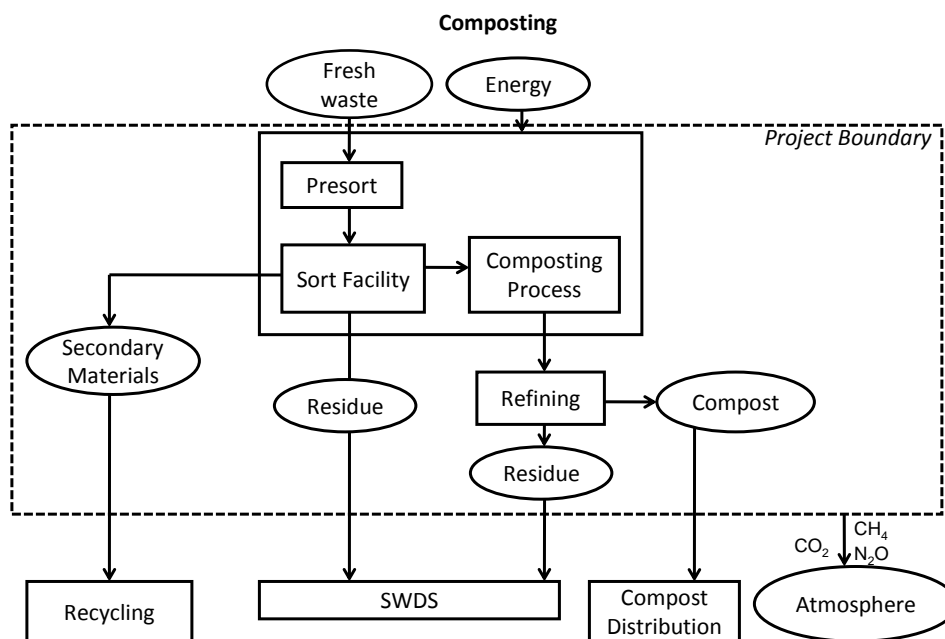 Composting
Fresh
waste
Energy
Project Boundary
Presort
Sort Facility
Composting
Process
Secondary
Materials
Residue
Refining
Compost
Residue
CO₂
CH₄
N₂O
Recycling
SWDS
Compost
Distribution
Atmosphere